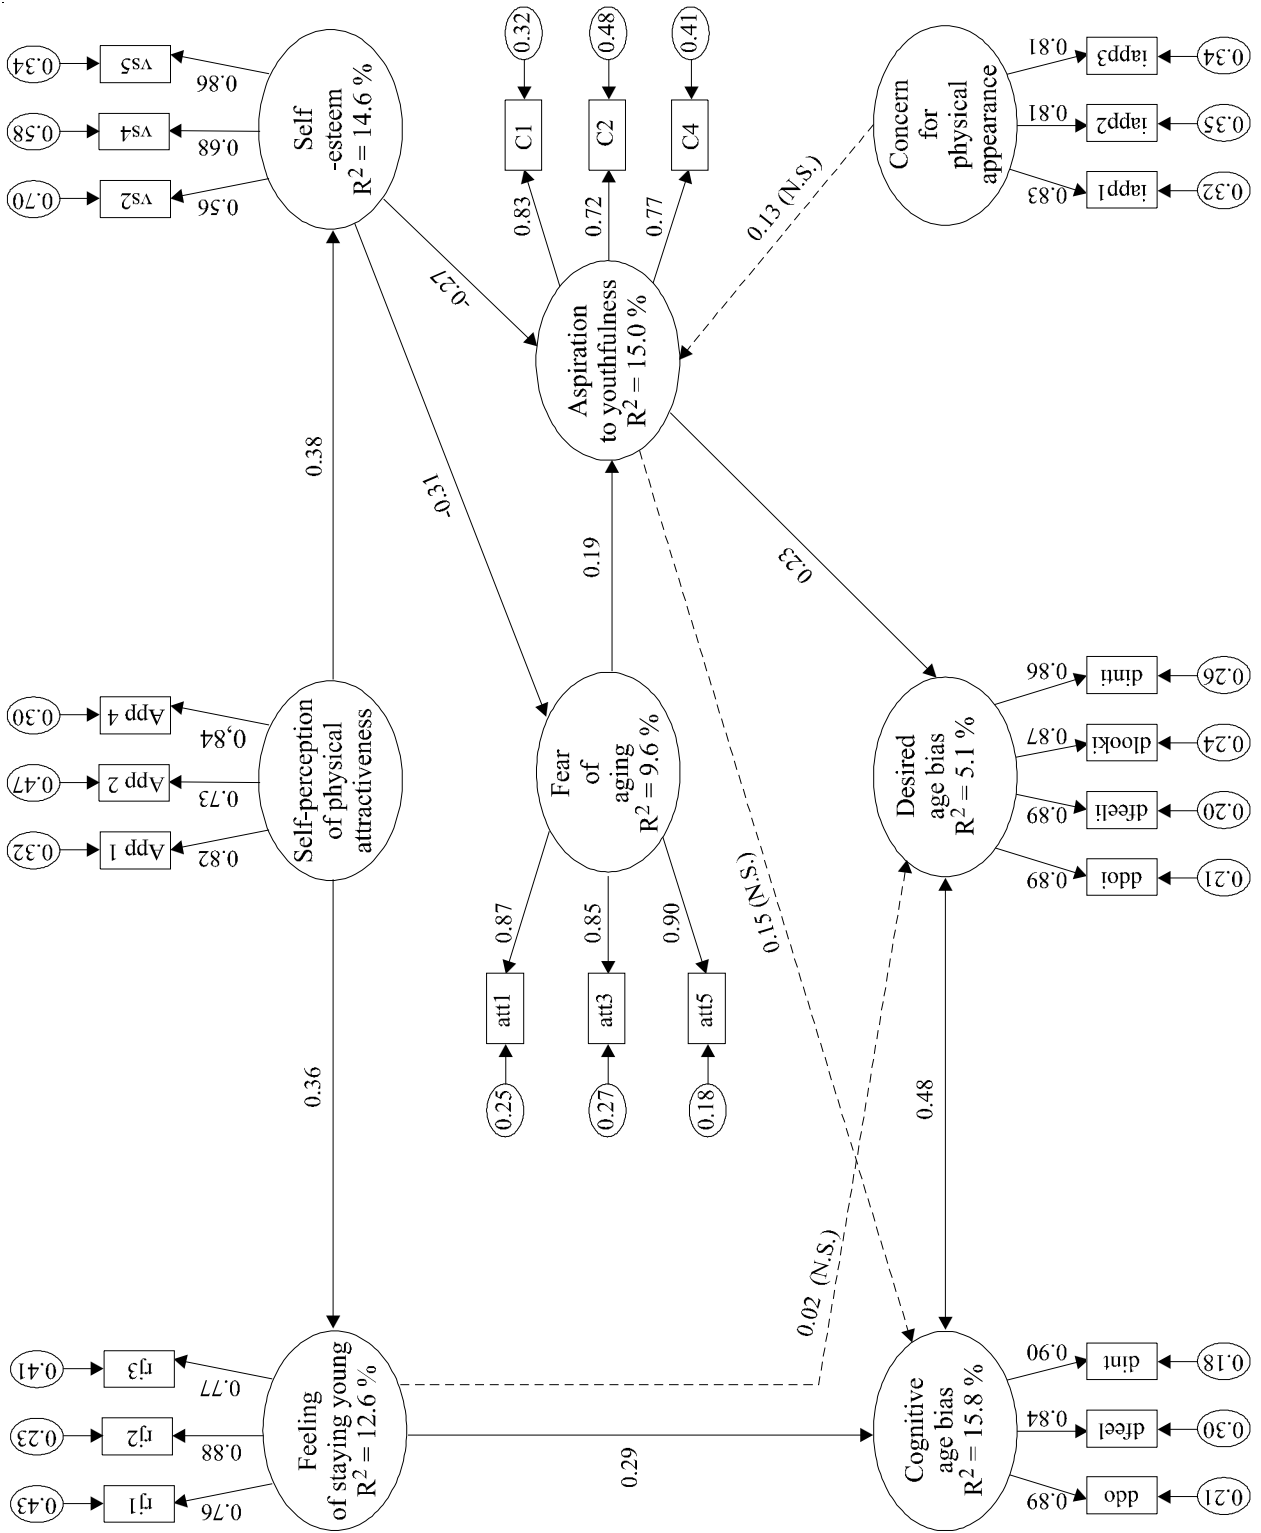 0.43
0.23
0.41
rj1
rj2
rj3
0.76
0.88
0.77
Feeling
of staying young
R2 = 12.6 %
0.36
0.32
0.47
0.30
App 1
App 2
App 4
0.82
0.73
0,84
Self-perception
of physical
attractiveness
0.38
0.70
0.58
0.34
vs2
vs4
vs5
0.56
0.68
0.86
Self
-esteem
R2 = 14.6 %
-0.31
-0.27
0.25
0.27
0.18
att1
att3
att5
0.87
0.85
0.90
Fear
of
aging
R2 = 9.6 %
0.19
Aspiration
to youthfulness
R2 = 15.0 %
0.83
0.72
0.77
C1
C2
C4
0.32
0.48
0.41
0.29
0.02 (N.S.)
0.15 (N.S.)
0.23
0.13 (N.S.)
Cognitive
age bias
R2 = 15.8 %
0.48
Desired
age bias
R2 = 5.1 %
Concern
for
physical
appearance
0.89
0.84
0.90
ddo
dfeel
dint
0.21
0.30
0.18
0.89
0.89
0.87
0.86
ddoi
dfeeli
dlooki
dinti
0.21
0.20
0.24
0.26
0.83
0.81
0.81
iapp1
iapp2
iapp3
0.32
0.35
0.34